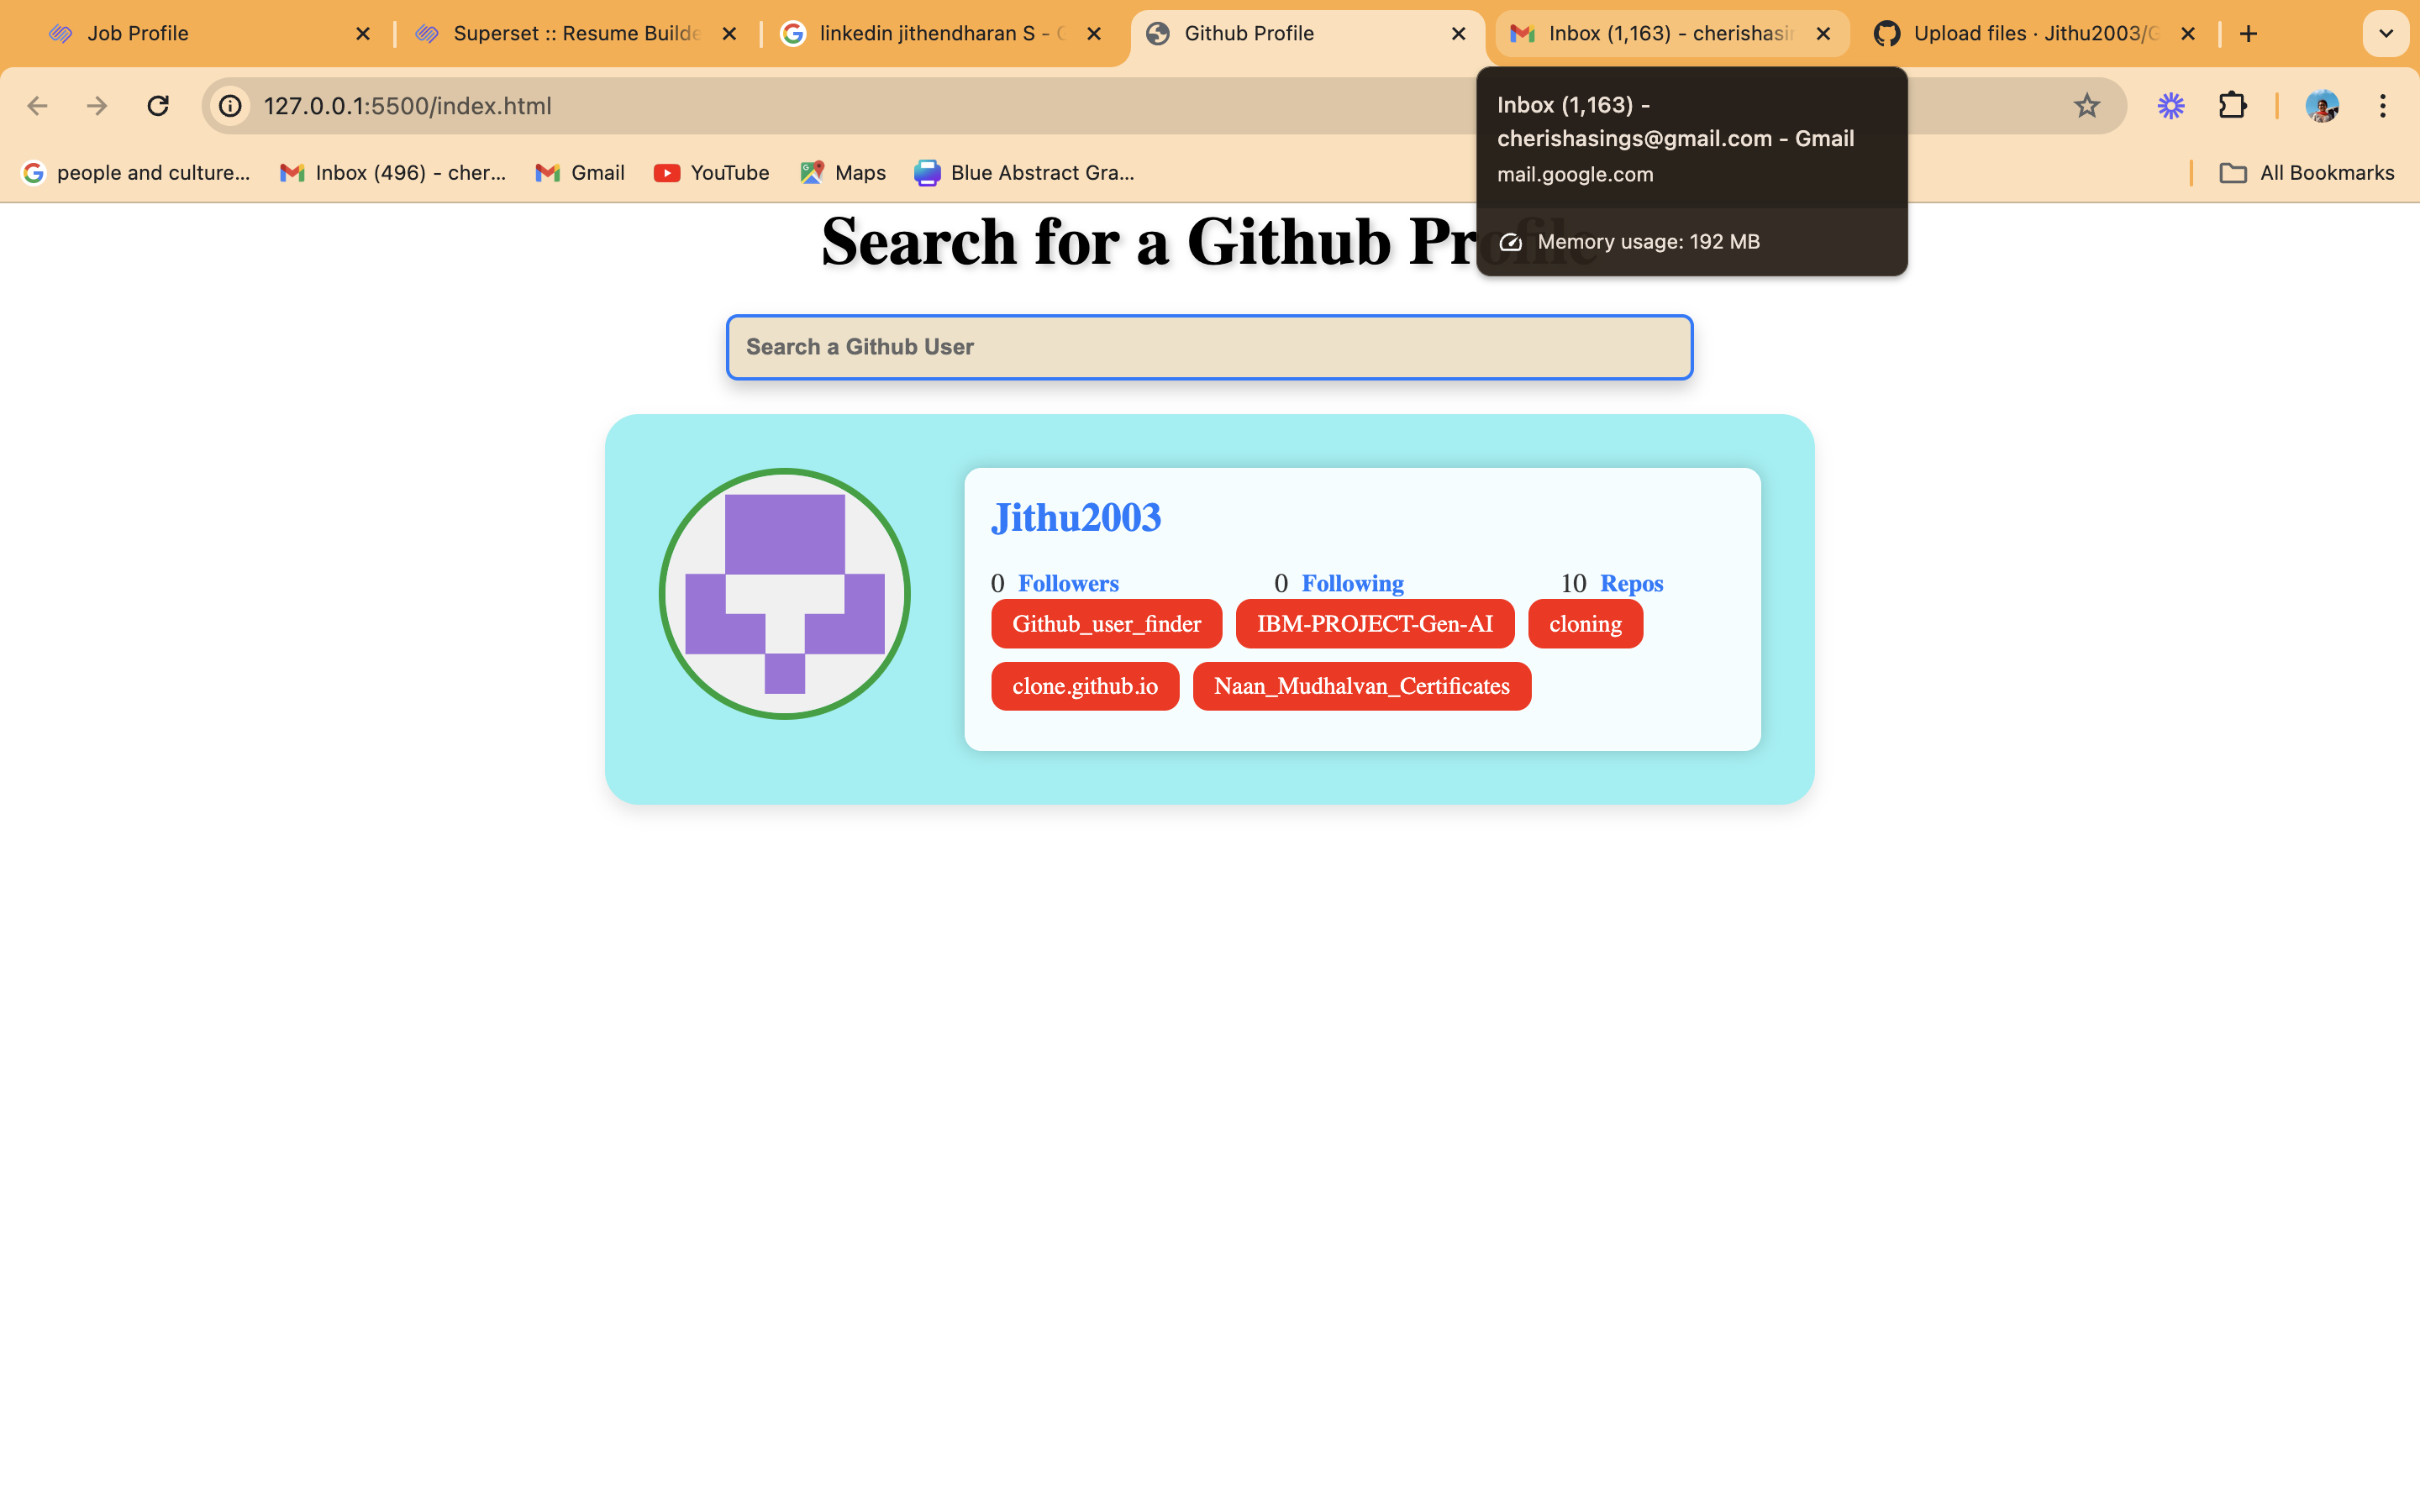 Job Profile
Superset :: Resume Builde
linkedin jithendharan S - G
Github Profile
Inbox (1,163) - cherishasin
Upload files · Jithu2003/G
127.0.0.1:5500/index.html
Inbox (1,163) -
cherishasings@gmail.com - Gmail
mail.google.com
Memory usage: 192 MB
people and culture...
Inbox (496) - cher...
Gmail
YouTube
Maps
Blue Abstract Gra...
All Bookmarks
Search for a Github Profile
Search a Github User
Jithu2003
0 Followers
0 Following
10 Repos
Github_user_finder
IBM-PROJECT-Gen-AI
cloning
clone.github.io
Naan_Mudhalvan_Certificates